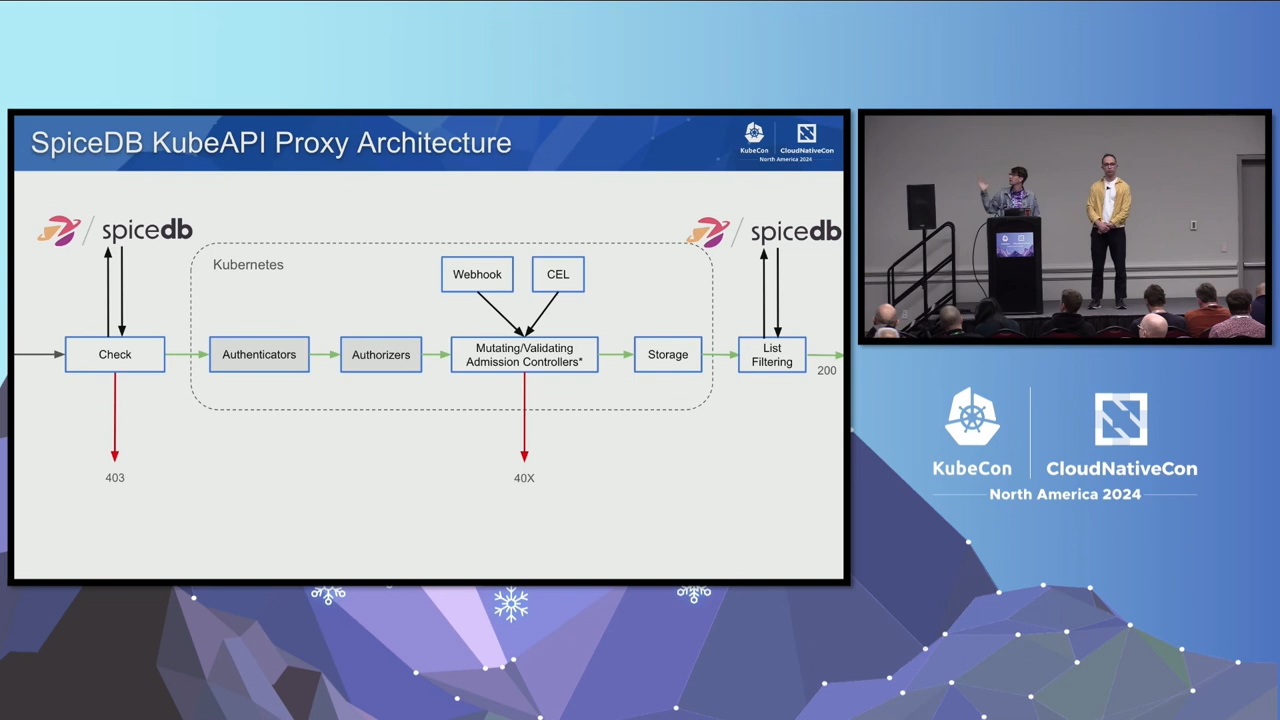 SpiceDB KubeAPI Proxy Architecture
KubeCon
CloudNativeCon
North America 2024
spicedb
spicedb
Kubernetes
Webhook
CEL
Check
Authenticators
Authorizers
Mutating/Validating
Admission Controllers*
Storage
List
Filtering
200
403
40X
KubeCon
CloudNativeCon
North America 2024